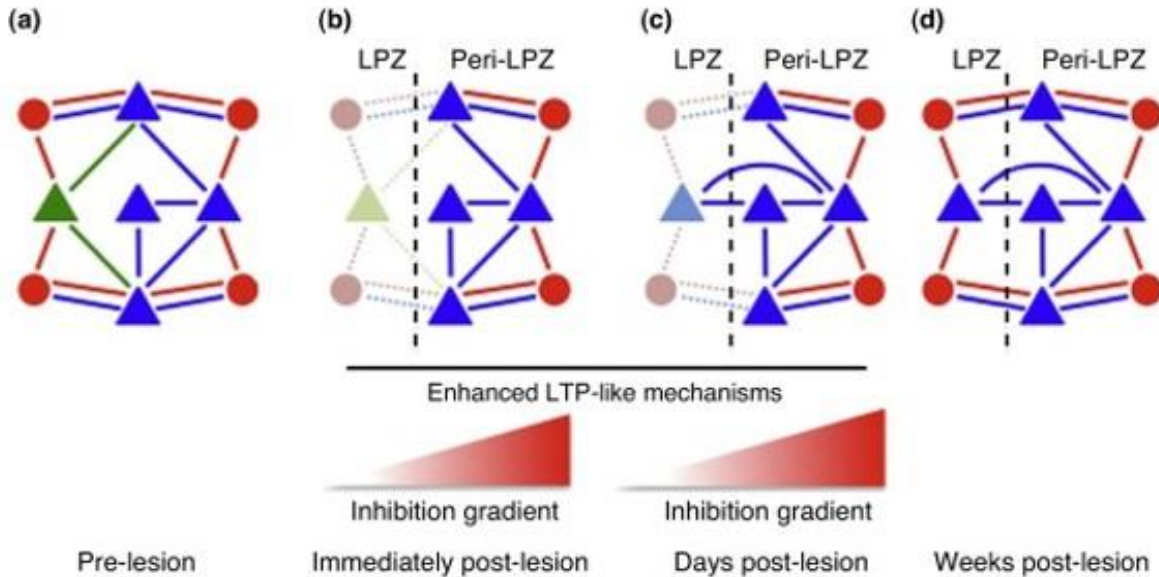 (a)
(b)
(c)
(d)
LPZ
Peri-LPZ
LPZ
Peri-LPZ
LPZ
Peri-LPZ
Enhanced LTP-like mechanisms
Inhibition gradient
Inhibition gradient
Pre-lesion
Immediately post-lesion
Days post-lesion
Weeks post-lesion